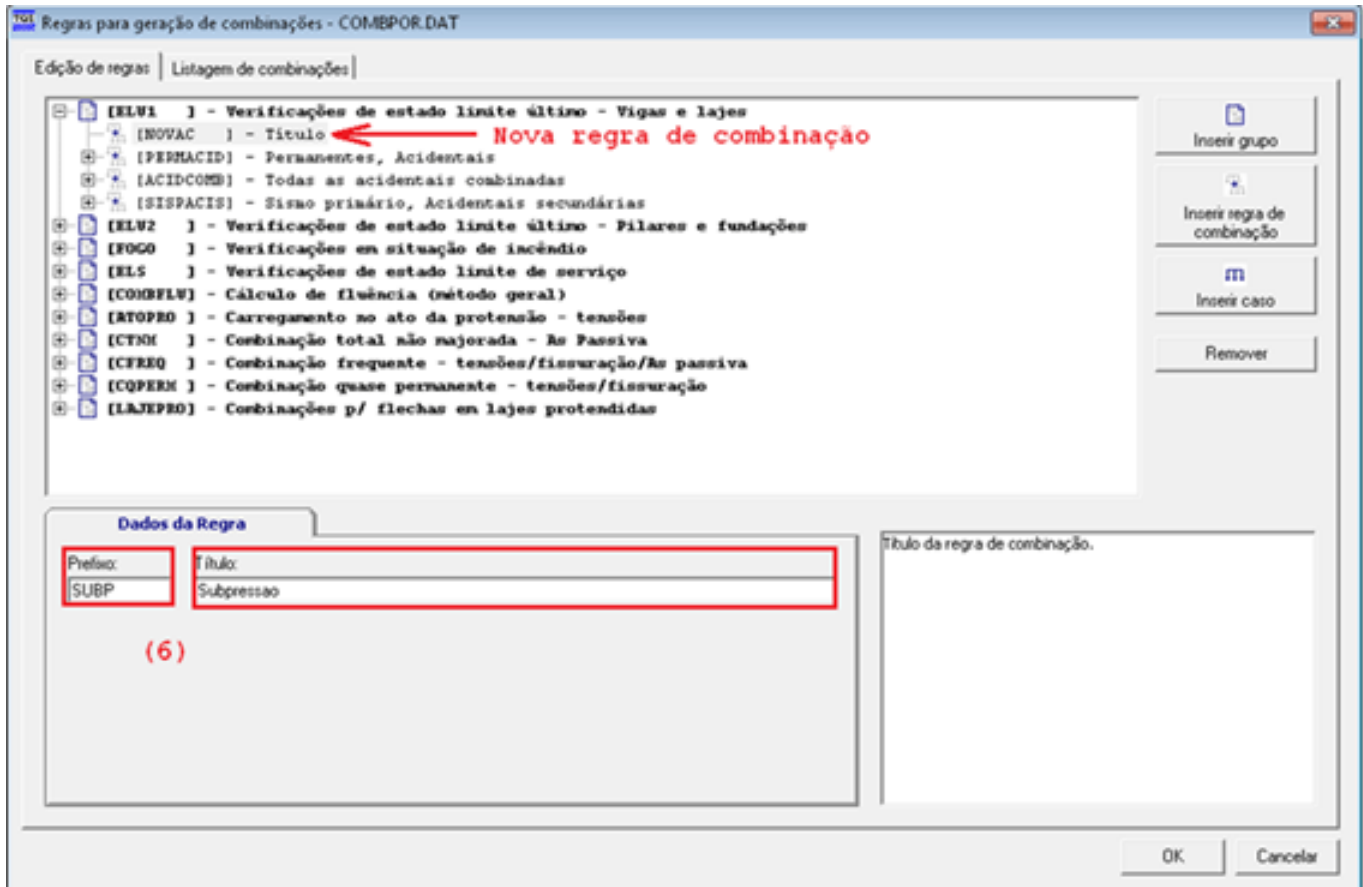 TQS Regras para geração de combinações - COMBPOR.DAT
Edição de regras Listagem de combinações
[ELU1 ] - Verificações de estado limite último - Vigas e lajes
[NOVAC ] - Título Nova regra de combinação
[PERMACID] - Permanentes, Acidentais
[ACIDCOMB] - Todas as acidentais combinadas
[SISPACIS] - Sismo primário, Acidentais secundárias
[ELU2 ] - Verificações de estado limite último - Pilares e fundações
[FOGO ] - Verificações em situação de incêndio
[ELS ] - Verificações de estado limite de serviço
[COMBFLU] - Cálculo de fluência (método geral)
[ATOPRO ] - Carregamento no ato da protensão - tensões
[CTNM ] - Combinação total não majorada - As Passiva
[CFREQ ] - Combinação frequente - tensões/fissuração/As passiva
[CQPERM ] - Combinação quase permanente - tensões/fissuração
[LAJEPRO] - Combinações p/ flechas em lajes protendidas
Inserir grupo
Inserir regra de
combinação
m
Inserir caso
Remover
Dados da Regra
Prefixo: Título:
SUBP Subpressao
(6)
Título da regra de combinação.
OK Cancelar